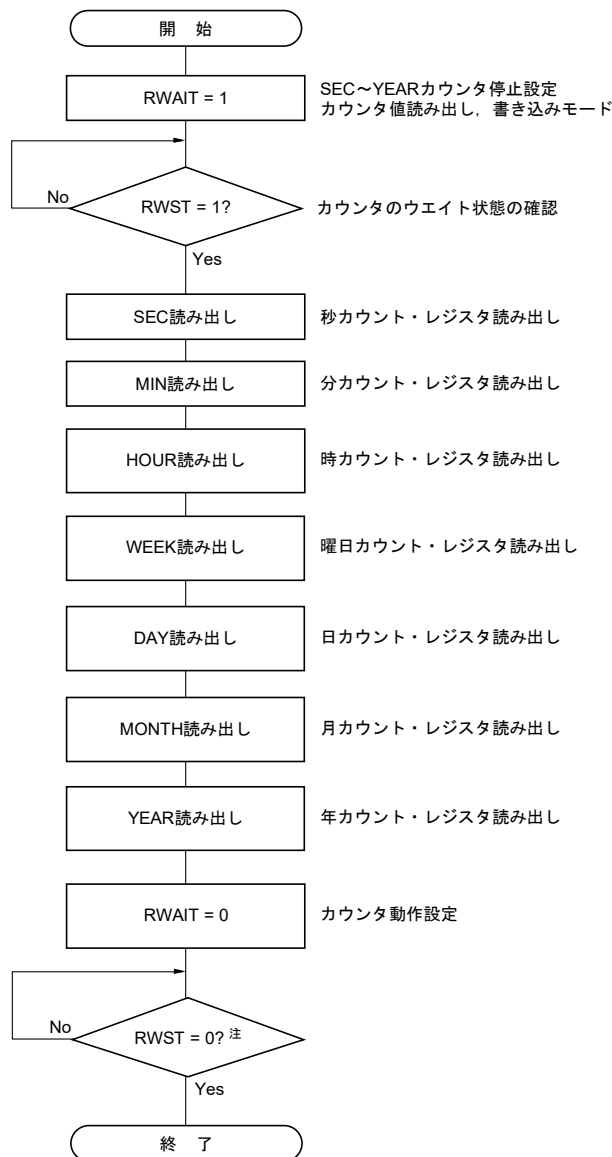 開 始
RWAIT = 1
SEC～YEARカウンタ停止設定
カウンタ値読み出し，書き込みモード
No
RWST = 1?
カウンタのウエイト状態の確認
Yes
SEC読み出し
秒カウント・レジスタ読み出し
MIN読み出し
分カウント・レジスタ読み出し
HOUR読み出し
時カウント・レジスタ読み出し
WEEK読み出し
曜日カウント・レジスタ読み出し
DAY読み出し
日カウント・レジスタ読み出し
MONTH読み出し
月カウント・レジスタ読み出し
YEAR読み出し
年カウント・レジスタ読み出し
RWAIT = 0
カウンタ動作設定
No
RWST = 0? 注
Yes
終 了